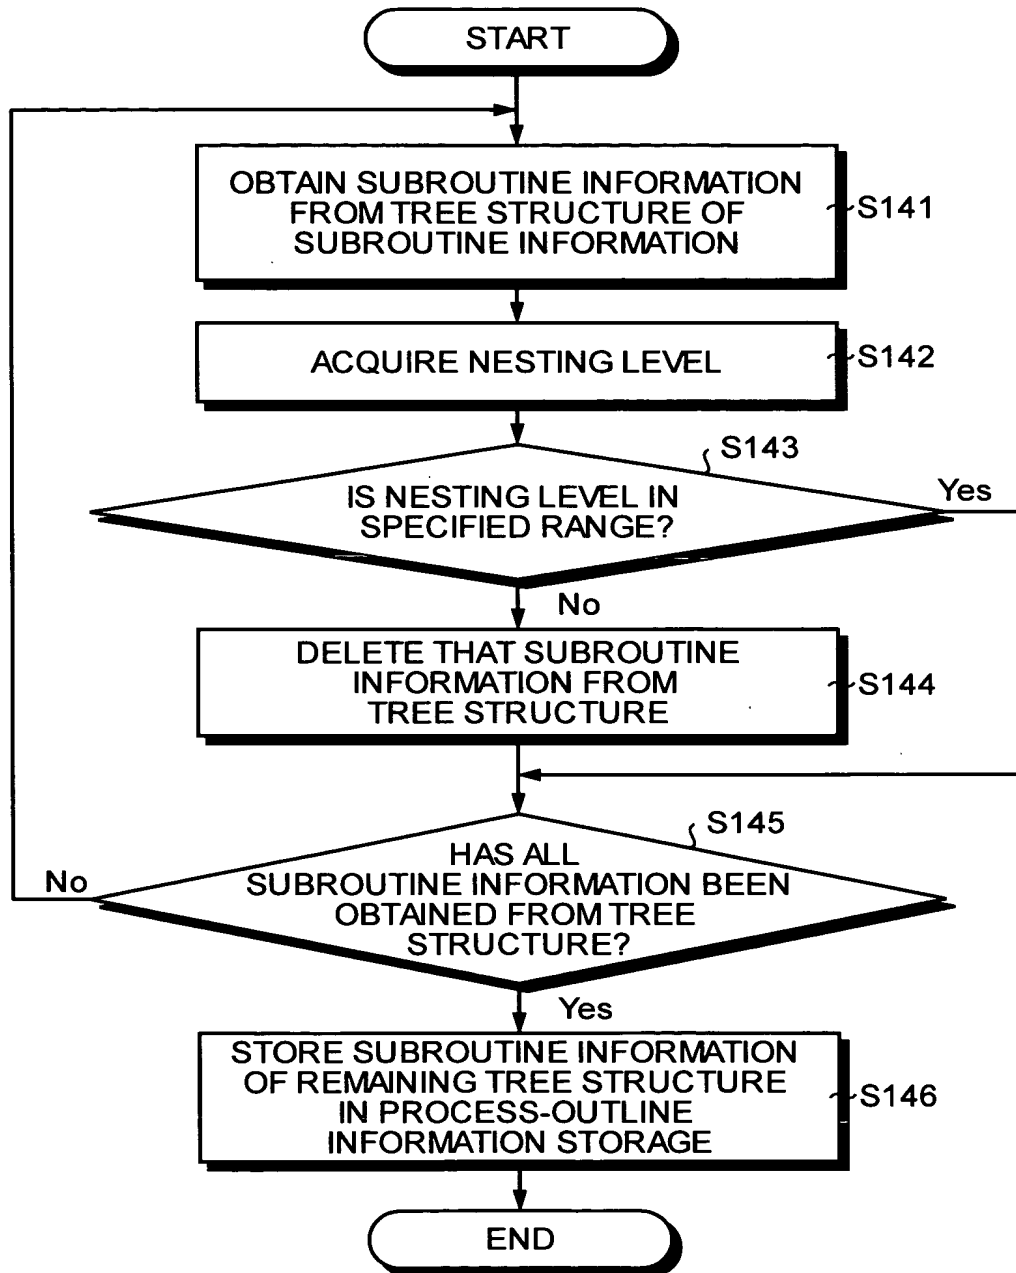 START
OBTAIN SUBROUTINE INFORMATION
FROM TREE STRUCTURE OF
SUBROUTINE INFORMATION
S141
ACQUIRE NESTING LEVEL
S142
S143
IS NESTING LEVEL IN
SPECIFIED RANGE?
Yes
No
DELETE THAT SUBROUTINE
INFORMATION FROM
TREE STRUCTURE
S144
S145
HAS ALL
SUBROUTINE INFORMATION BEEN
OBTAINED FROM TREE
STRUCTURE?
No
Yes
STORE SUBROUTINE INFORMATION
OF REMAINING TREE STRUCTURE
IN PROCESS-OUTLINE
INFORMATION STORAGE
S146
END